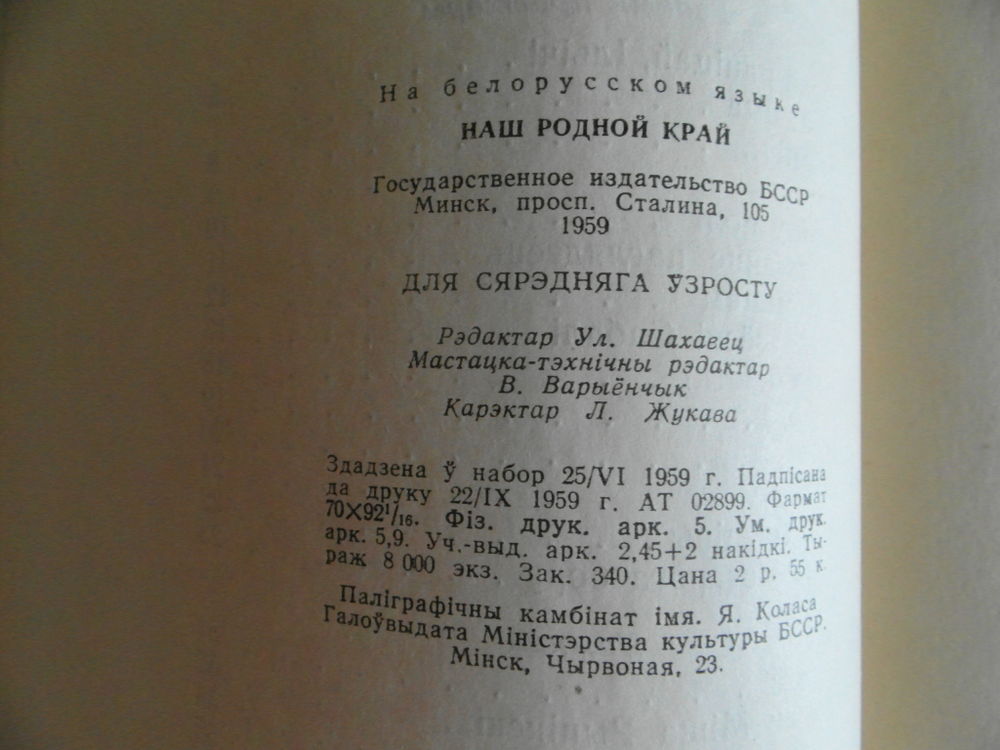 На белорусском языке
НАШ РОДНОЙ КРАЙ
Государственное издательство БССР
Минск, просп. Сталина, 105
1959
ДЛЯ СЯРЭДНЯГА ЎЗРОСТУ
Рэдактар Ул. Шахавец
Мастацка-тэхнічны рэдактар
В. Варыёнчык
Карэктар Л. Жукава
Здадзена ў набор 25/VI 1959 г. Падпісана
да друку 22/IX 1959 г. АТ 02899. Фармат
70X92¹/₁₆. Фіз. друк. арк. 5. Ум. друк.
арк. 5,9. Уч.-выд. арк. 2,45+2 накідкі. Ты-
раж 8 000 экз. Зак. 340. Цана 2 р. 55 к.
Паліграфічны камбінат імя. Я. Коласа
Галоўвыдата Міністэрства культуры БССР.
Мінск, Чырвоная, 23.